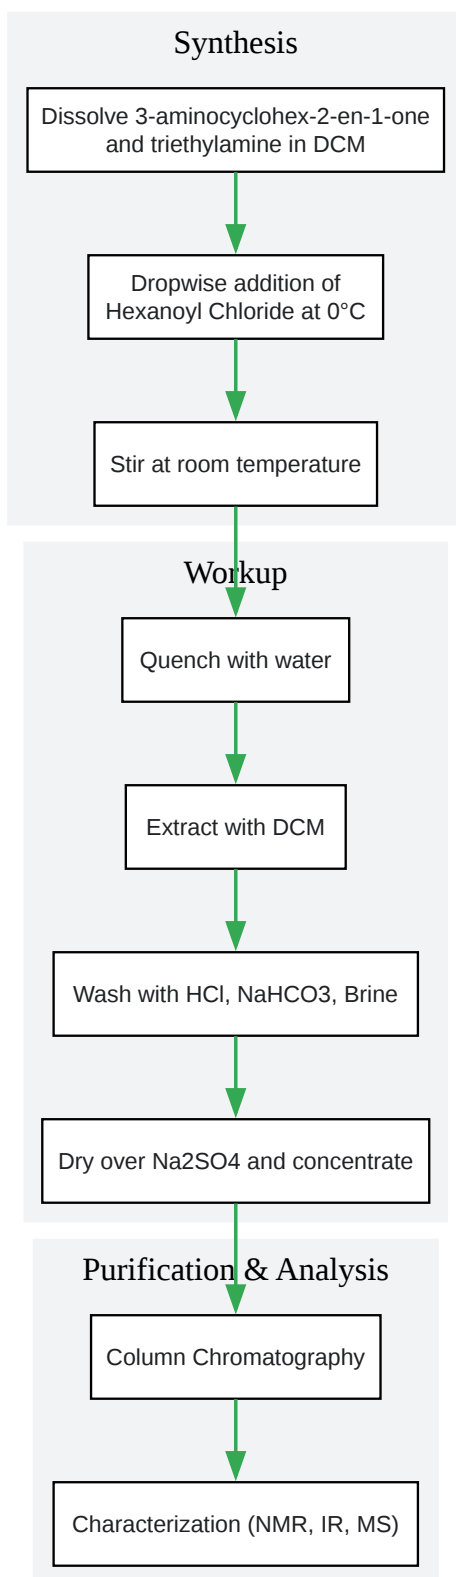 Synthesis
Dissolve 3-aminocyclohex-2-en-1-one
and triethylamine in DCM
Dropwise addition of
Hexanoyl Chloride at 0°C
Stir at room temperature
Workup
Quench with water
Extract with DCM
Wash with HCl, NaHCO3, Brine
Dry over Na2SO4 and concentrate
Purification & Analysis
Column Chromatography
Characterization (NMR, IR, MS)